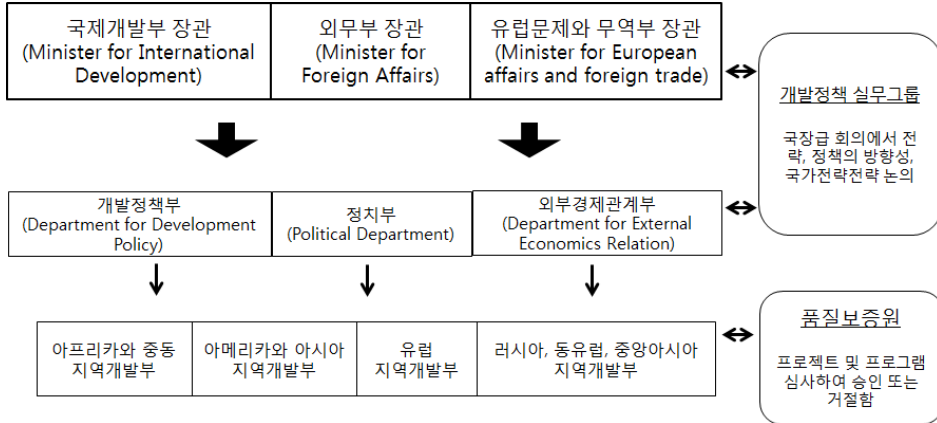 국제개발부 장관
(Minister for International
Development)
외무부 장관
(Minister for
Foreign Affairs)
유럽문제와 무역부 장관
(Minister for European
affairs and foreign trade)
개발정책 실무그룹
국장급 회의에서 전
략, 정책의 방향성,
국가전략전략 논의
개발정책부
(Department for Development
Policy)
정치부
(Political Department)
외부경제관계부
(Department for External
Economics Relation)
아프리카와 중동
지역개발부
아메리카와 아시아
지역개발부
유럽
지역개발부
러시아, 동유럽, 중앙아시아
지역개발부
품질보증원
프로젝트 및 프로그램
심사하여 승인 또는
거절함